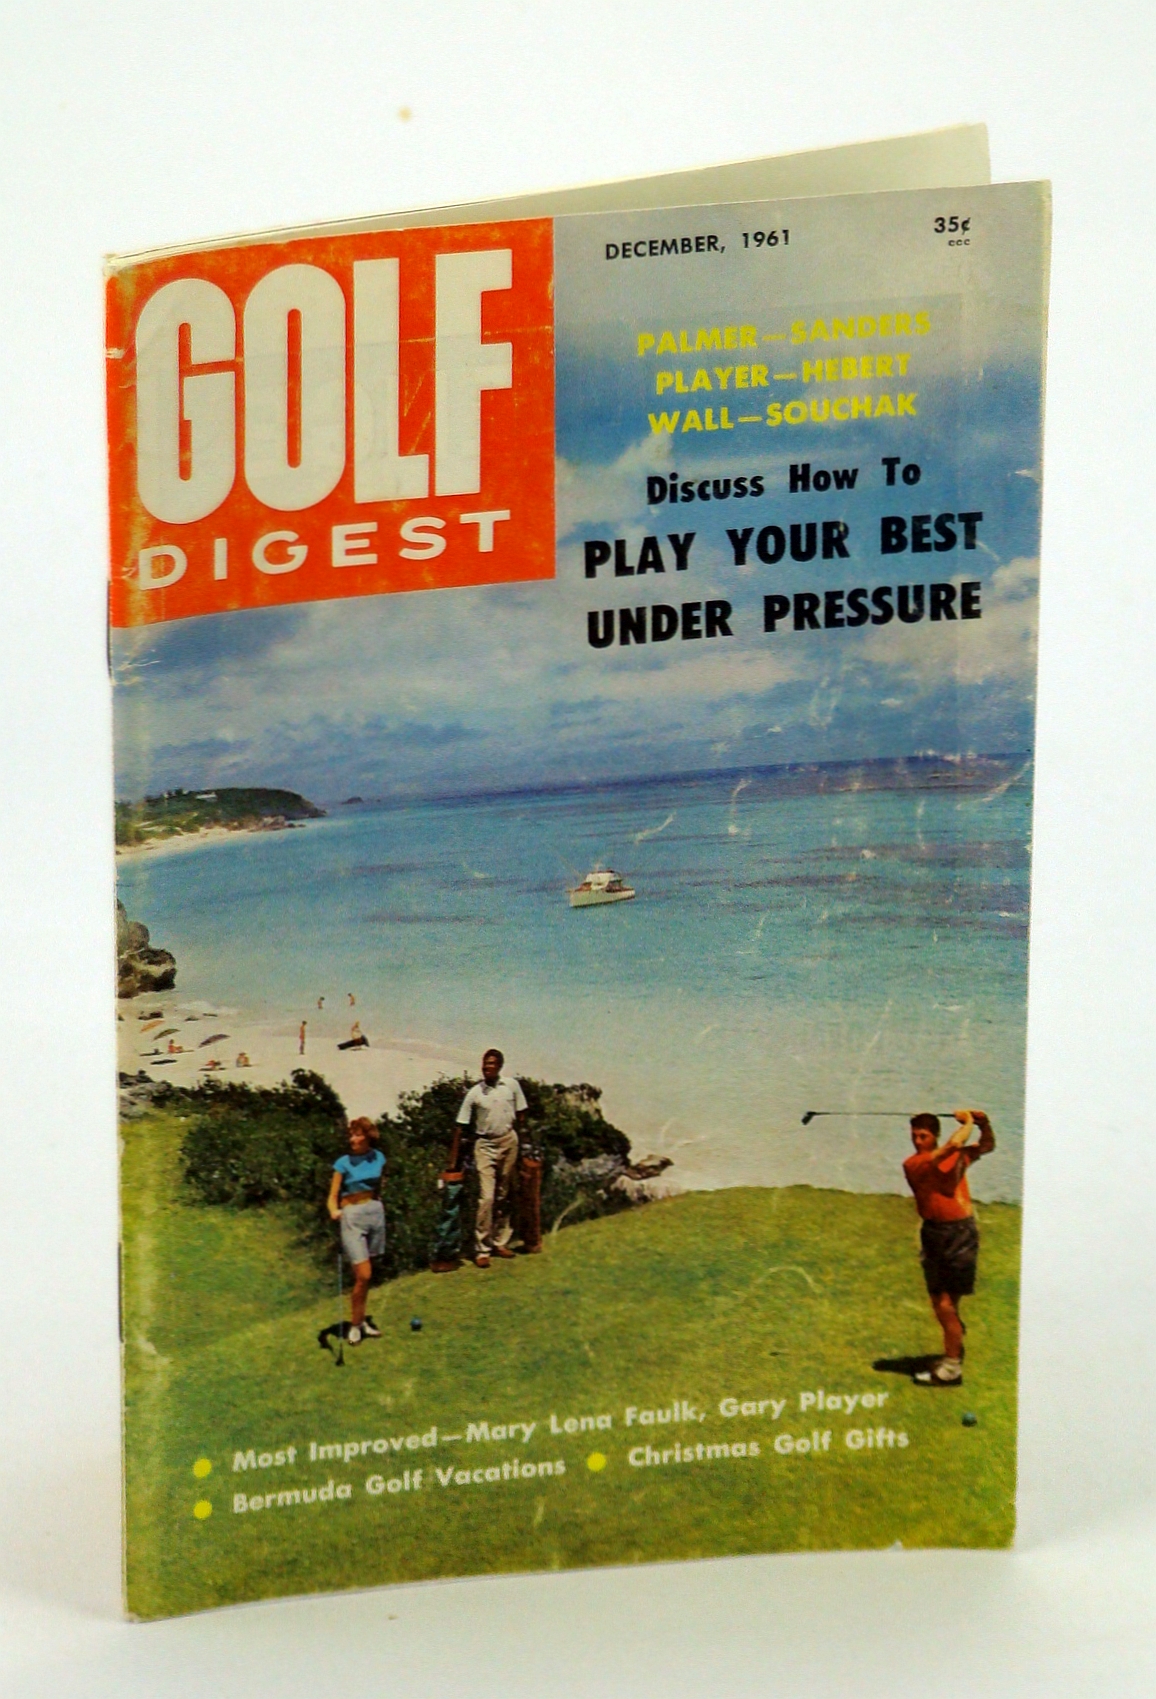 GOLF
DIGEST
DECEMBER, 1961
35¢
ccc
PALMER—SANDERS
PLAYER—HEBERT
WALL—SOUCHAK
Discuss How To
PLAY YOUR BEST
UNDER PRESSURE
● Most Improved—Mary Lena Faulk, Gary Player
● Bermuda Golf Vacations ● Christmas Golf Gifts